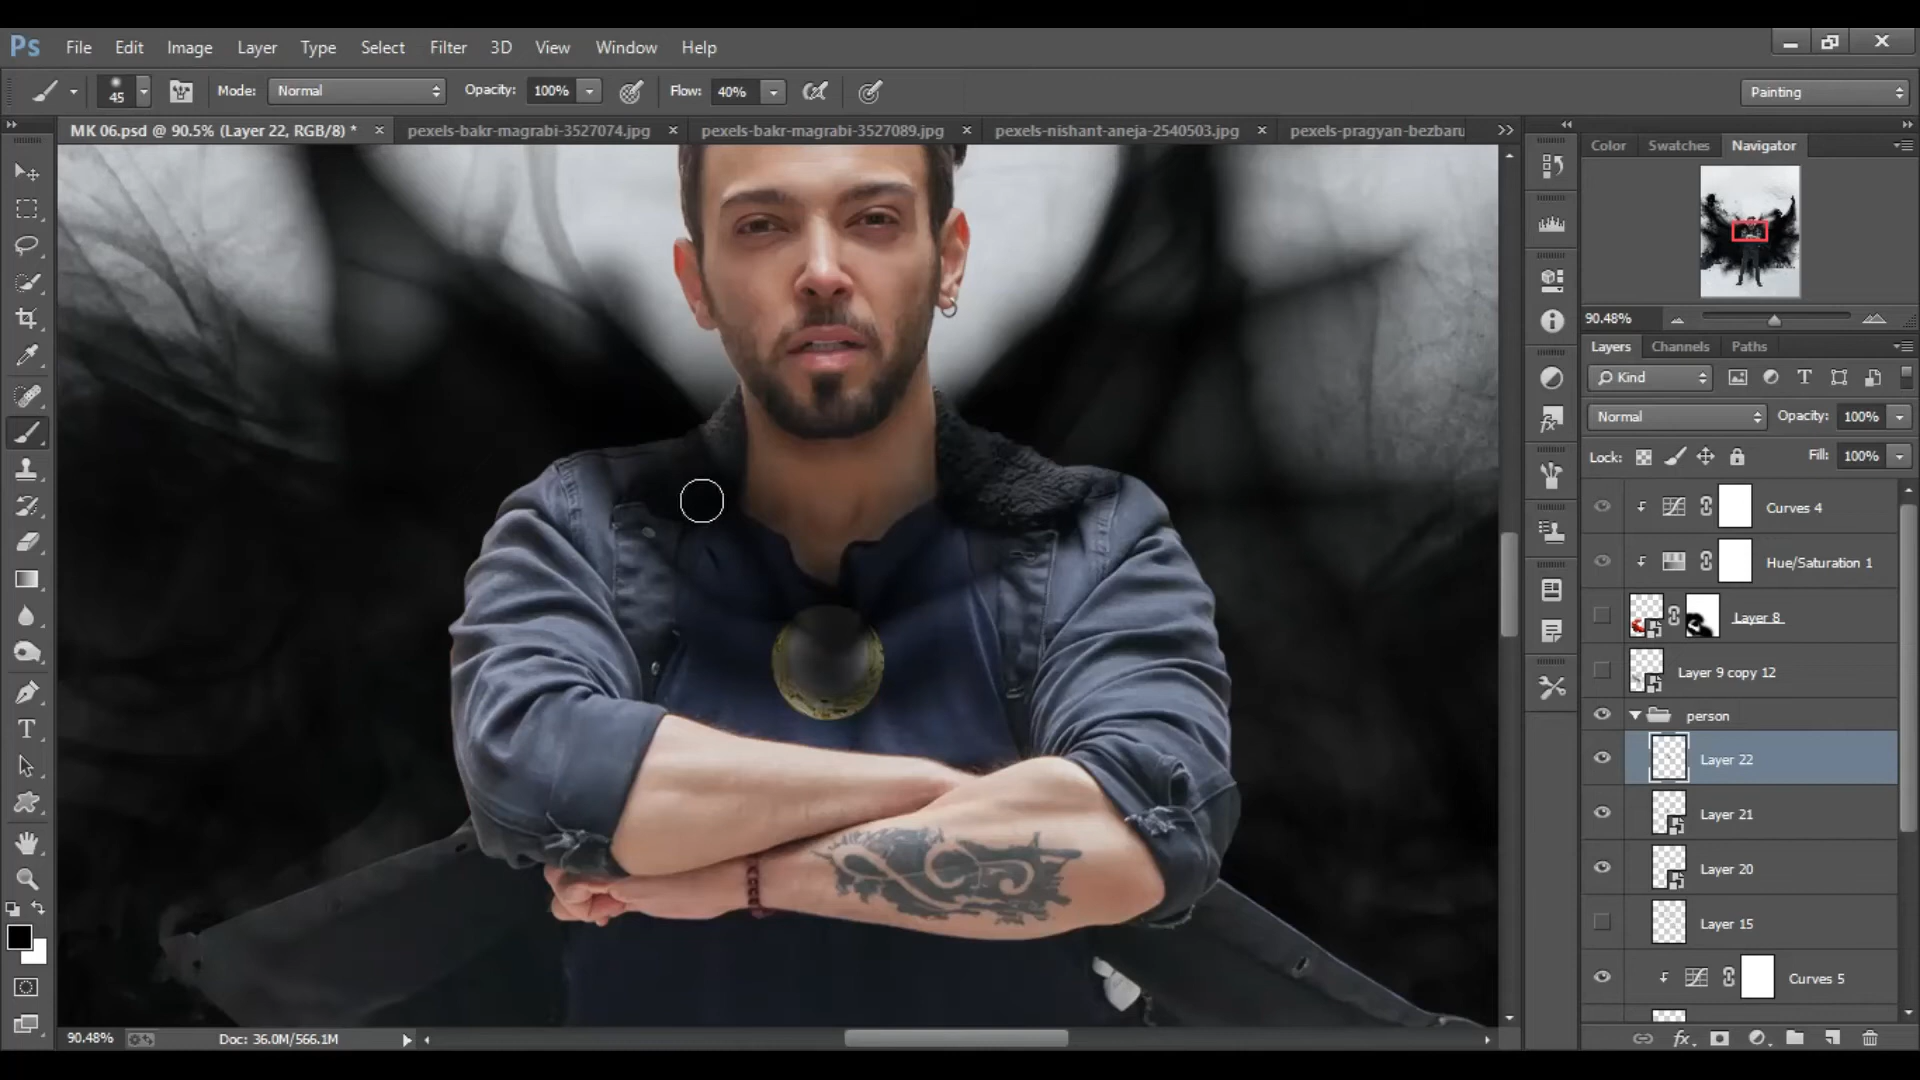 Ps File Edit Image Layer Type Select Filter 3D View Window Help
45 Mode: Normal Opacity: 100% Flow: 40% Painting
MK 06.psd @ 90.5% (Layer 22, RGB/8) * × pexels-bakr-magrabi-3527074.jpg × pexels-bakr-magrabi-3527089.jpg × pexels-nishant-aneja-2540503.jpg × pexels-pragyan-bezbaru
Color Swatches Navigator
90.48%
Layers Channels Paths
Kind
Normal Opacity: 100%
Lock: Fill: 100%
Curves 4
Hue/Saturation 1
Layer 8
Layer 9 copy 12
person
Layer 22
Layer 21
Layer 20
Layer 15
Curves 5
90.48% Doc: 36.0M/566.1M